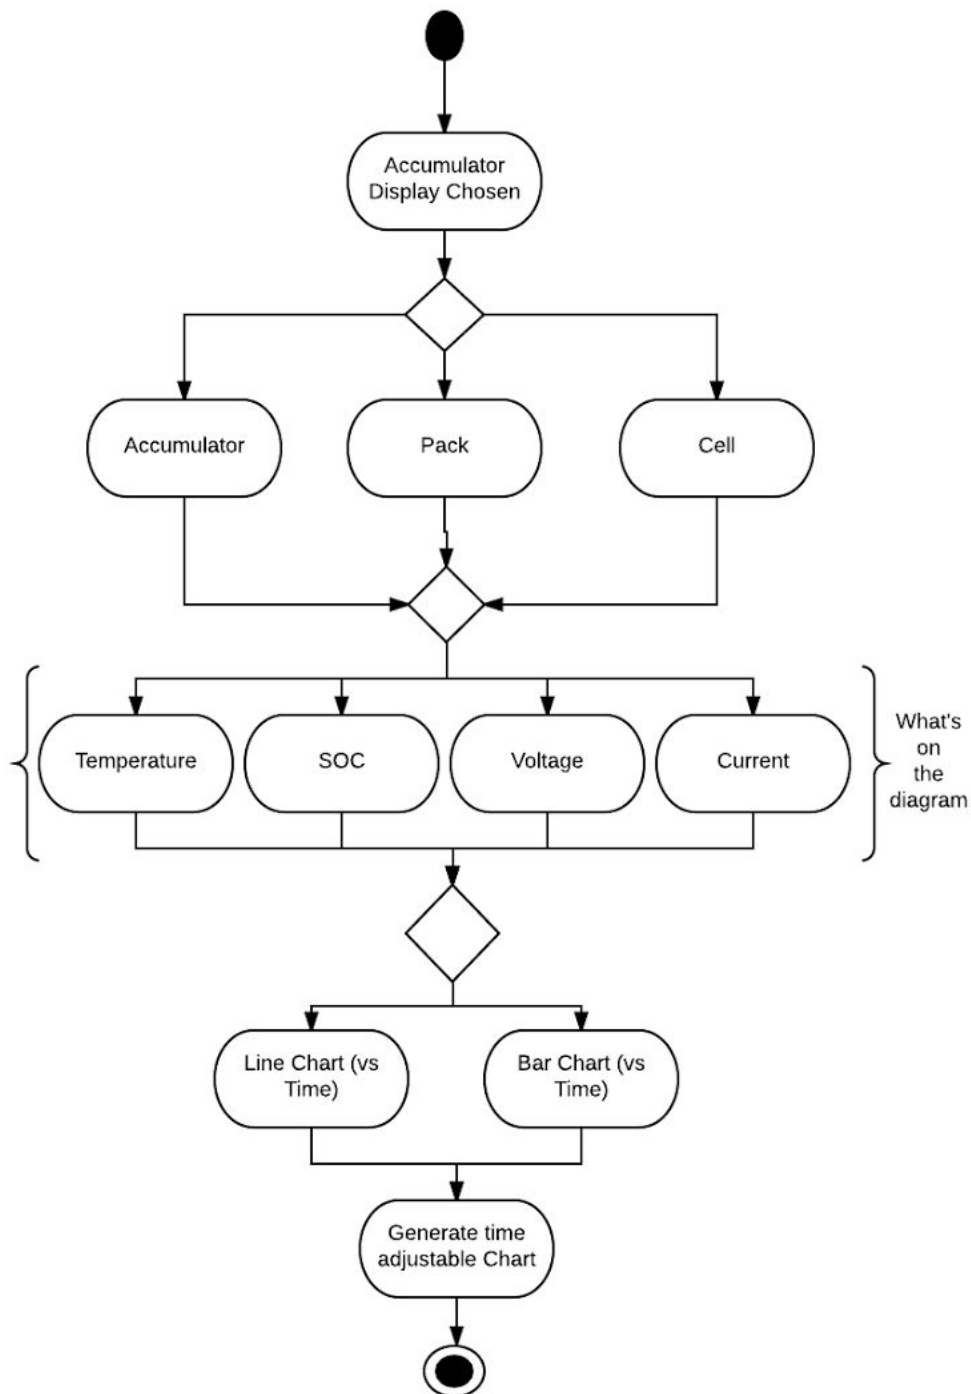 Accumulator
Display Chosen
Accumulator
Pack
Cell
Temperature
SOC
Voltage
Current
What's
on
the
diagram
Line Chart (vs
Time)
Bar Chart (vs
Time)
Generate time
adjustable Chart